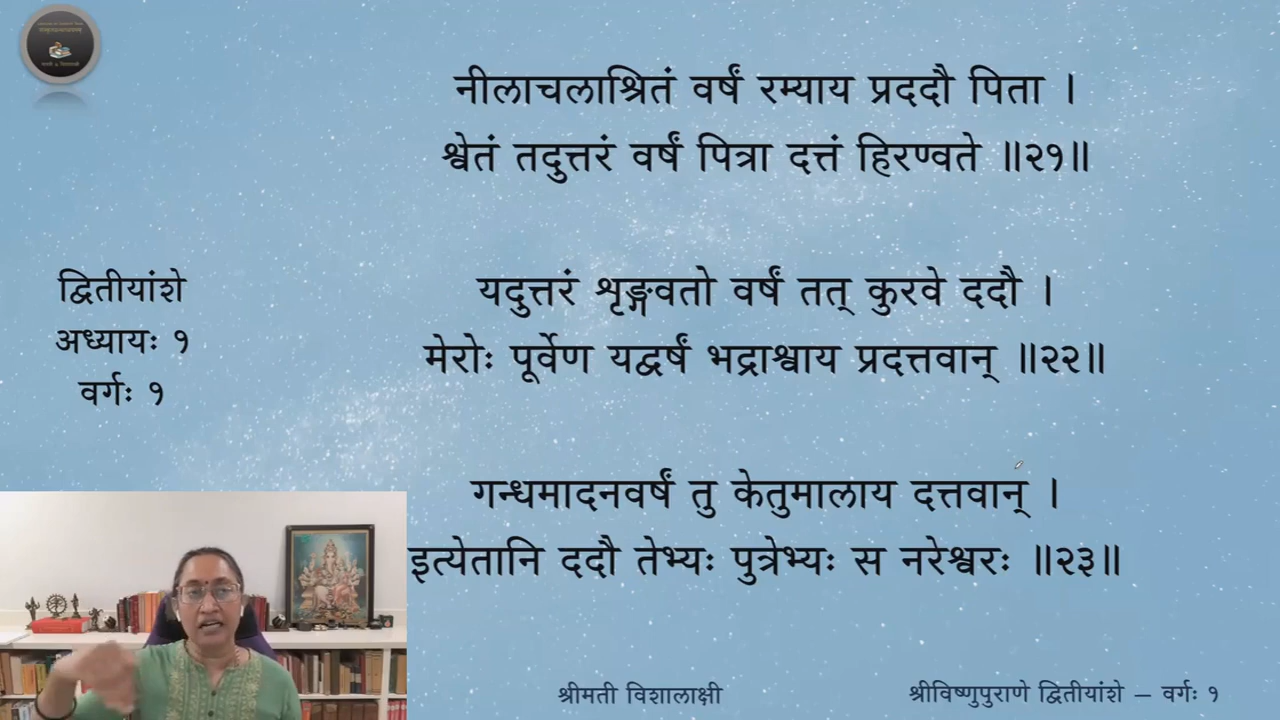 नीलाचलाश्रितं वर्षं रम्याय प्रददौ पिता ।
श्वेतं तदुत्तरं वर्षं पित्रा दत्तं हिरण्वते ॥२१॥
यदुत्तरं शृङ्गवतो वर्षं तत् कुरवे ददौ ।
मेरोः पूर्वेण यद्वर्षं भद्राश्वाय प्रदत्तवान् ॥२२॥
द्वितीयांशे
अध्यायः १
वर्गः १
गन्धमादनवर्षं तु केतुमालाय दत्तवान् ।
इत्येतानि ददौ तेभ्यः पुत्रेभ्यः स नरेश्वरः ॥२३॥
श्रीमती विशालाक्षी
श्रीविष्णुपुराणे द्वितीयांशे – वर्गः १